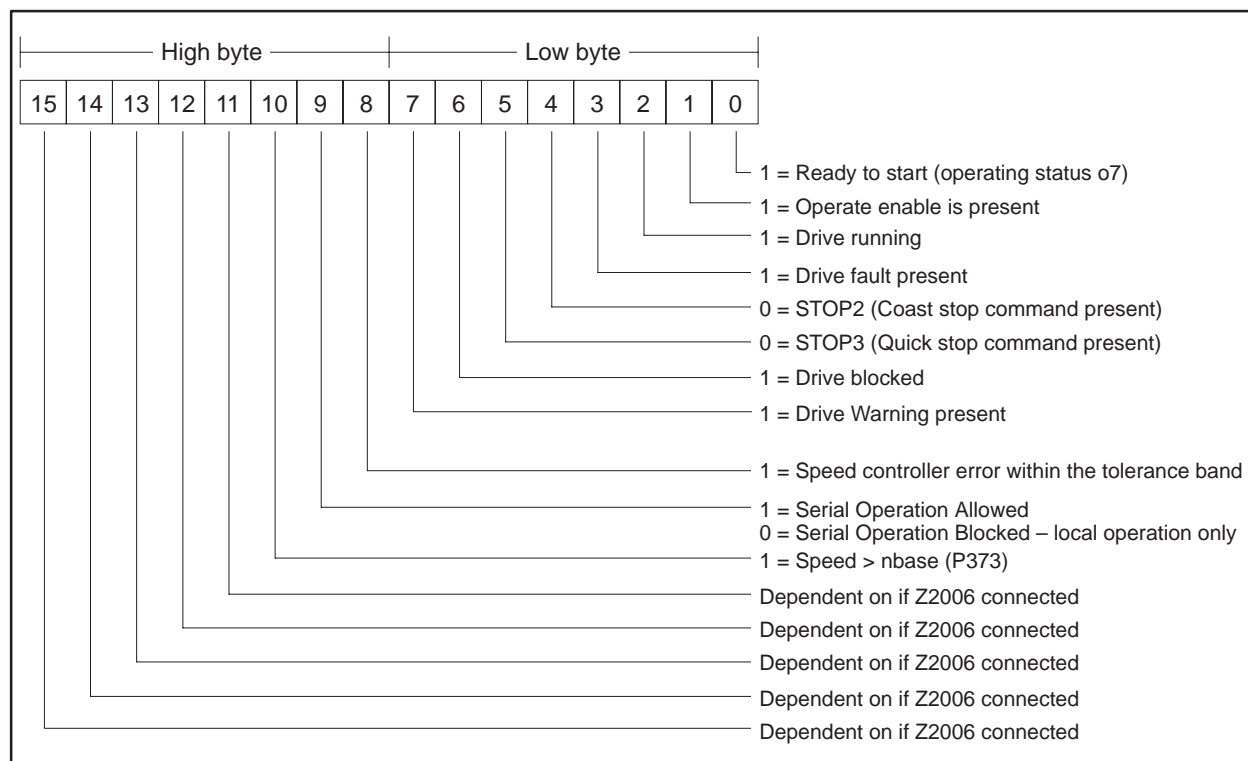 High byte Low byte
15 14 13 12 11 10 9 8 7 6 5 4 3 2 1 0
1 = Ready to start (operating status o7)
1 = Operate enable is present
1 = Drive running
1 = Drive fault present
0 = STOP2 (Coast stop command present)
0 = STOP3 (Quick stop command present)
1 = Drive blocked
1 = Drive Warning present
1 = Speed controller error within the tolerance band
1 = Serial Operation Allowed
0 = Serial Operation Blocked – local operation only
1 = Speed > nbase (P373)
Dependent on if Z2006 connected
Dependent on if Z2006 connected
Dependent on if Z2006 connected
Dependent on if Z2006 connected
Dependent on if Z2006 connected